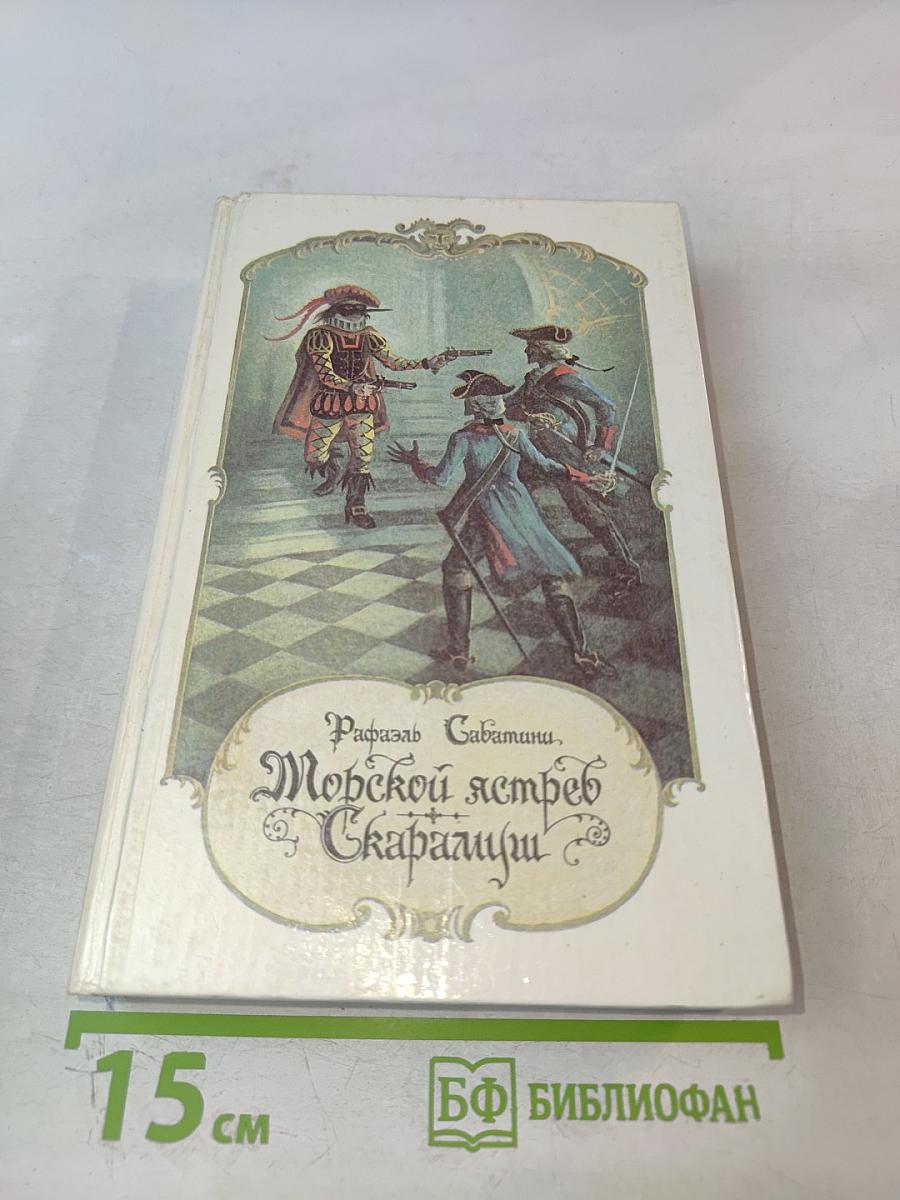 Рафаэль Сабатини
Морской ястреб
Скарамуш
15 см
БФ БИБЛИОФАН